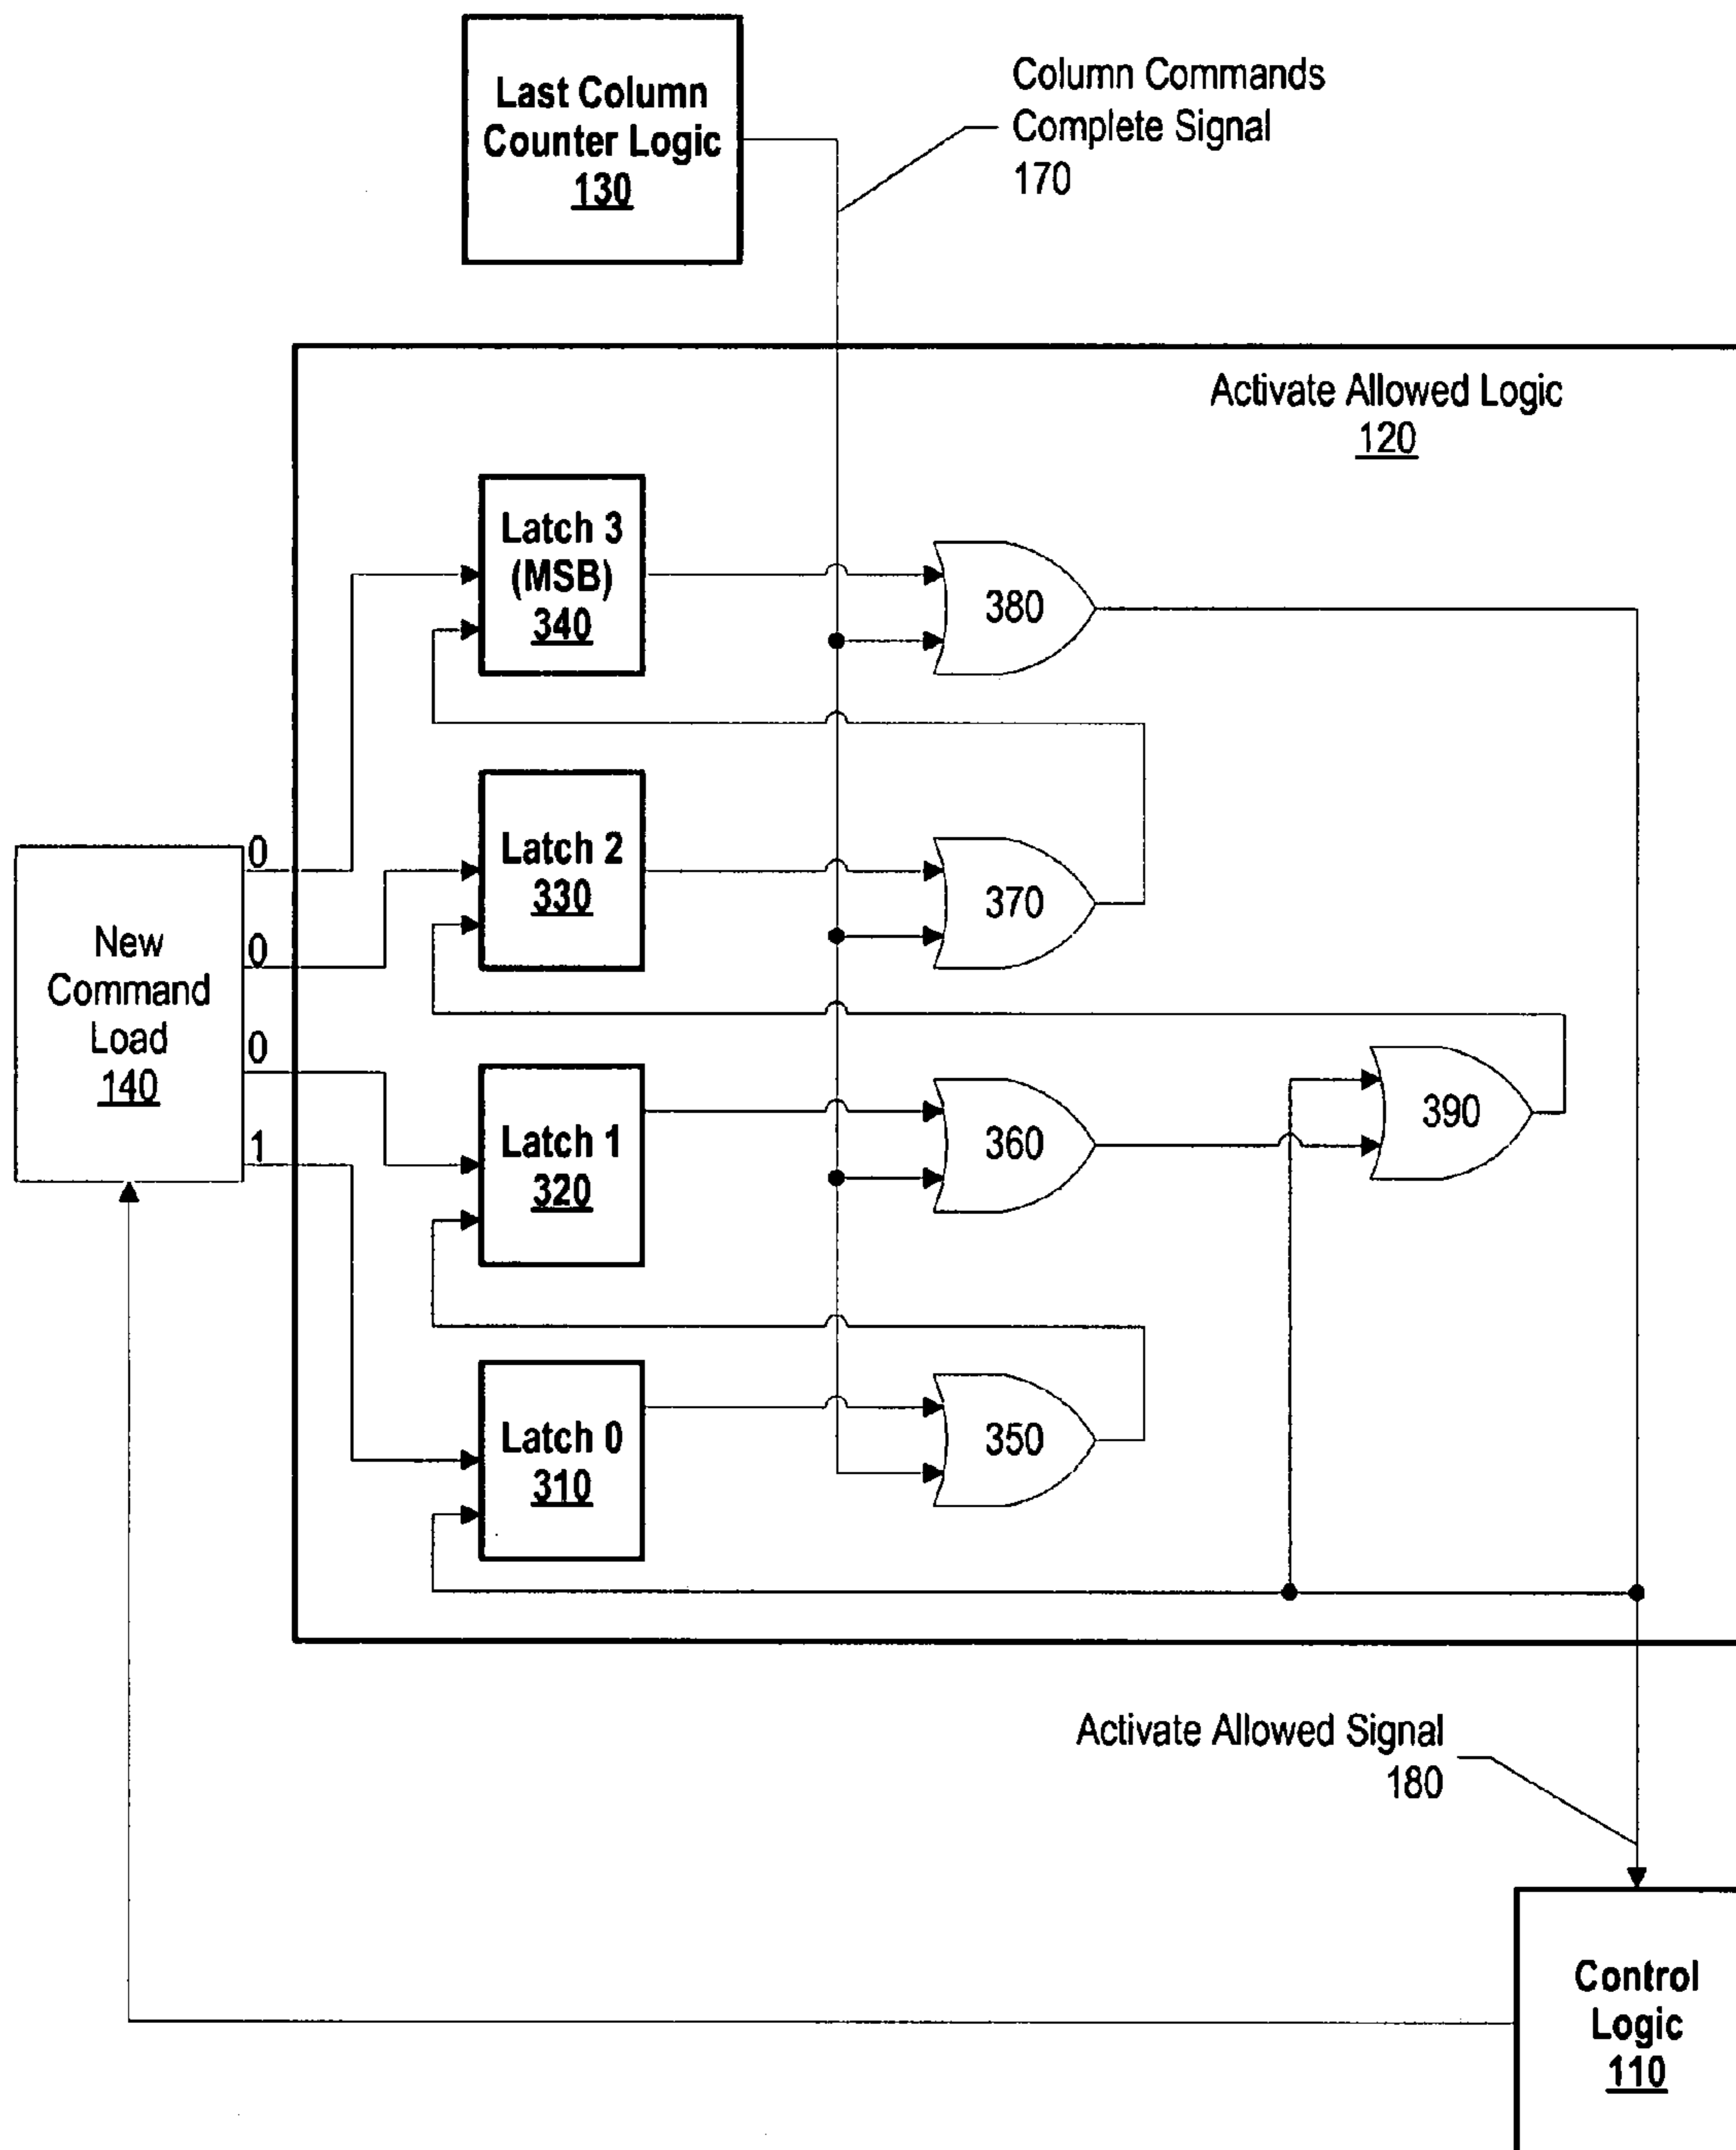 Last Column
Counter Logic
130
Column Commands
Complete Signal
170
Activate Allowed Logic
120
Latch 3
(MSB)
340
380
Latch 2
330
370
New
Command
Load
140
0
0
0
1
Latch 1
320
360
390
Latch 0
310
350
Activate Allowed Signal
180
Control
Logic
110